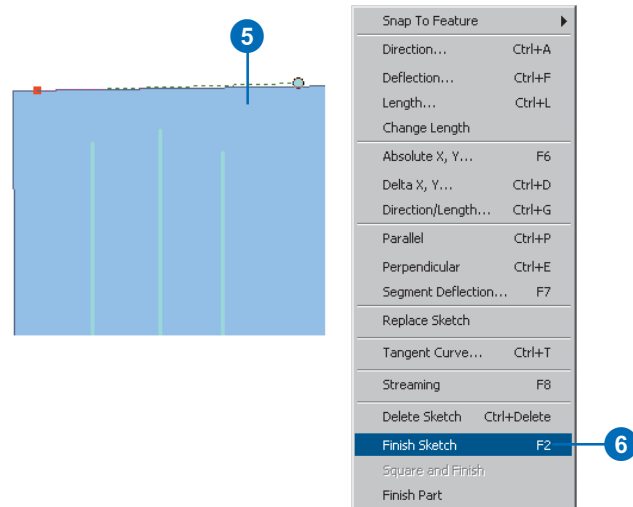 5
Snap To Feature
Direction... Ctrl+A
Deflection... Ctrl+F
Length... Ctrl+L
Change Length
Absolute X, Y... F6
Delta X, Y... Ctrl+D
Direction/Length... Ctrl+G
Parallel Ctrl+P
Perpendicular Ctrl+E
Segment Deflection... F7
Replace Sketch
Tangent Curve... Ctrl+T
Streaming F8
Delete Sketch Ctrl+Delete
Finish Sketch F2
6
Square and Finish
Finish Part